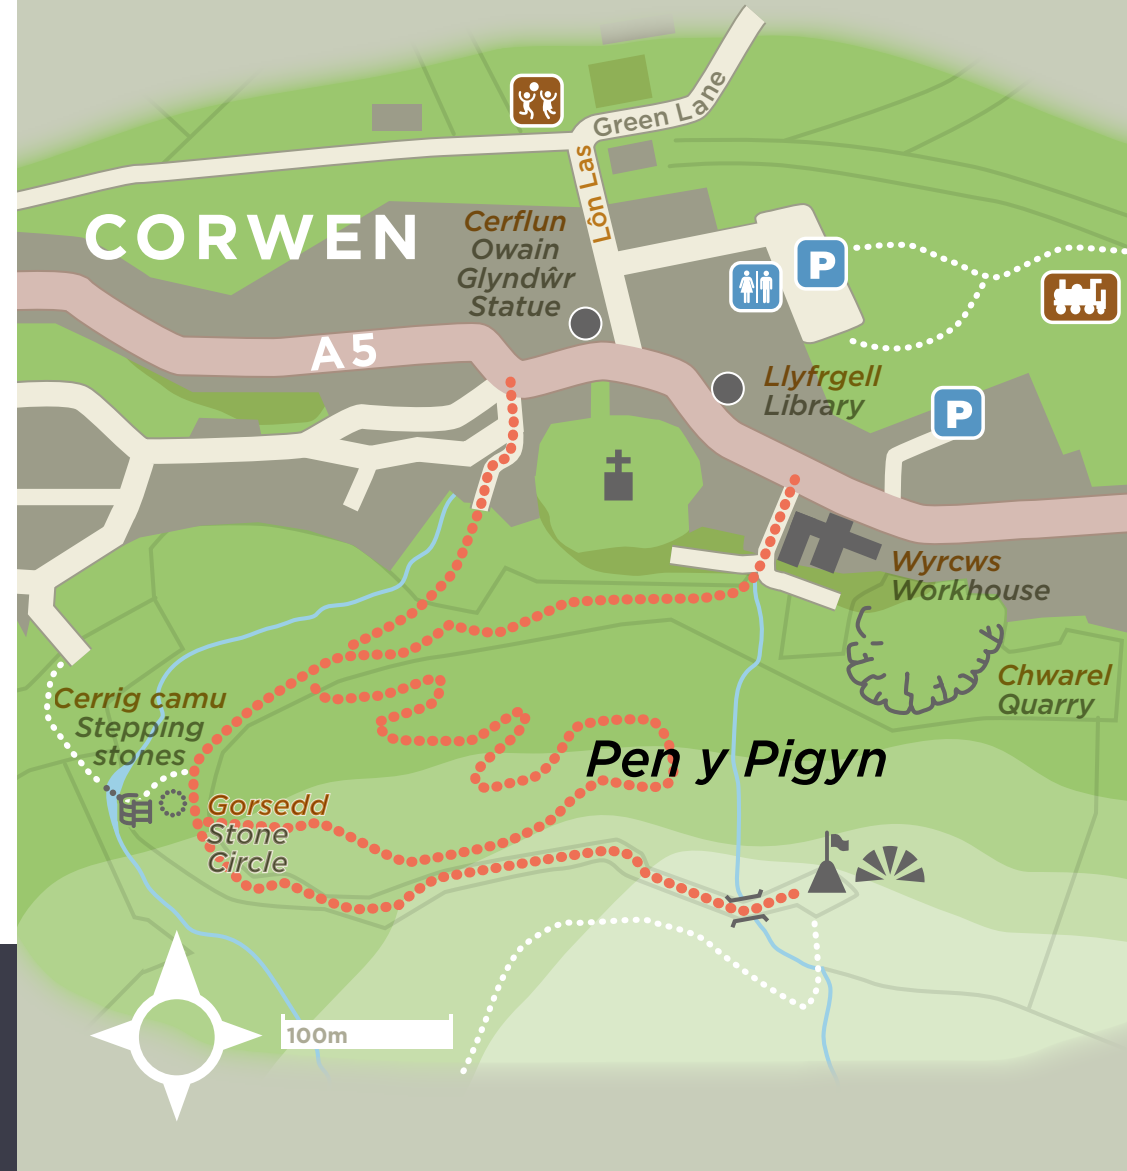 Green Lane
Lôn Las
CORWEN
Cerflun
Owain
Glyndŵr
Statue
P
A5
Llyfrgell
Library
P
Wyrcws
Workhouse
Chwarel
Quarry
Cerrig camu
Stepping
stones
Pen y Pigyn
Gorsedd
Stone
Circle
100m